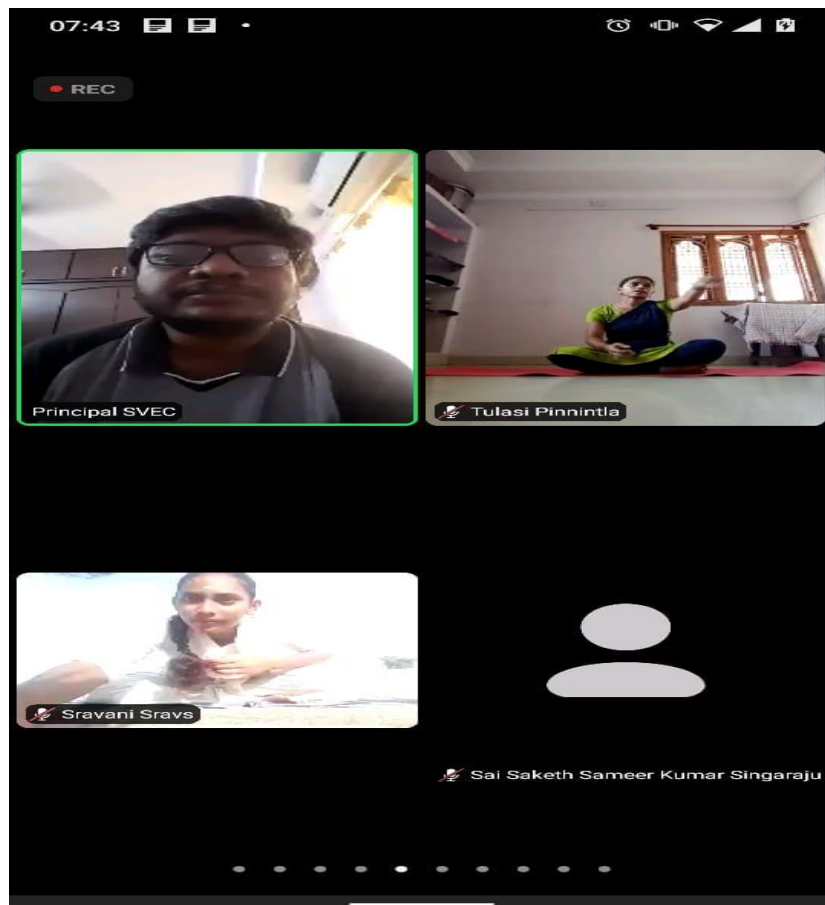 07:43
REC
Principal SVEC
Tulasi Pinnintla
Sravani Sravs
Sai Saketh Sameer Kumar Singaraju